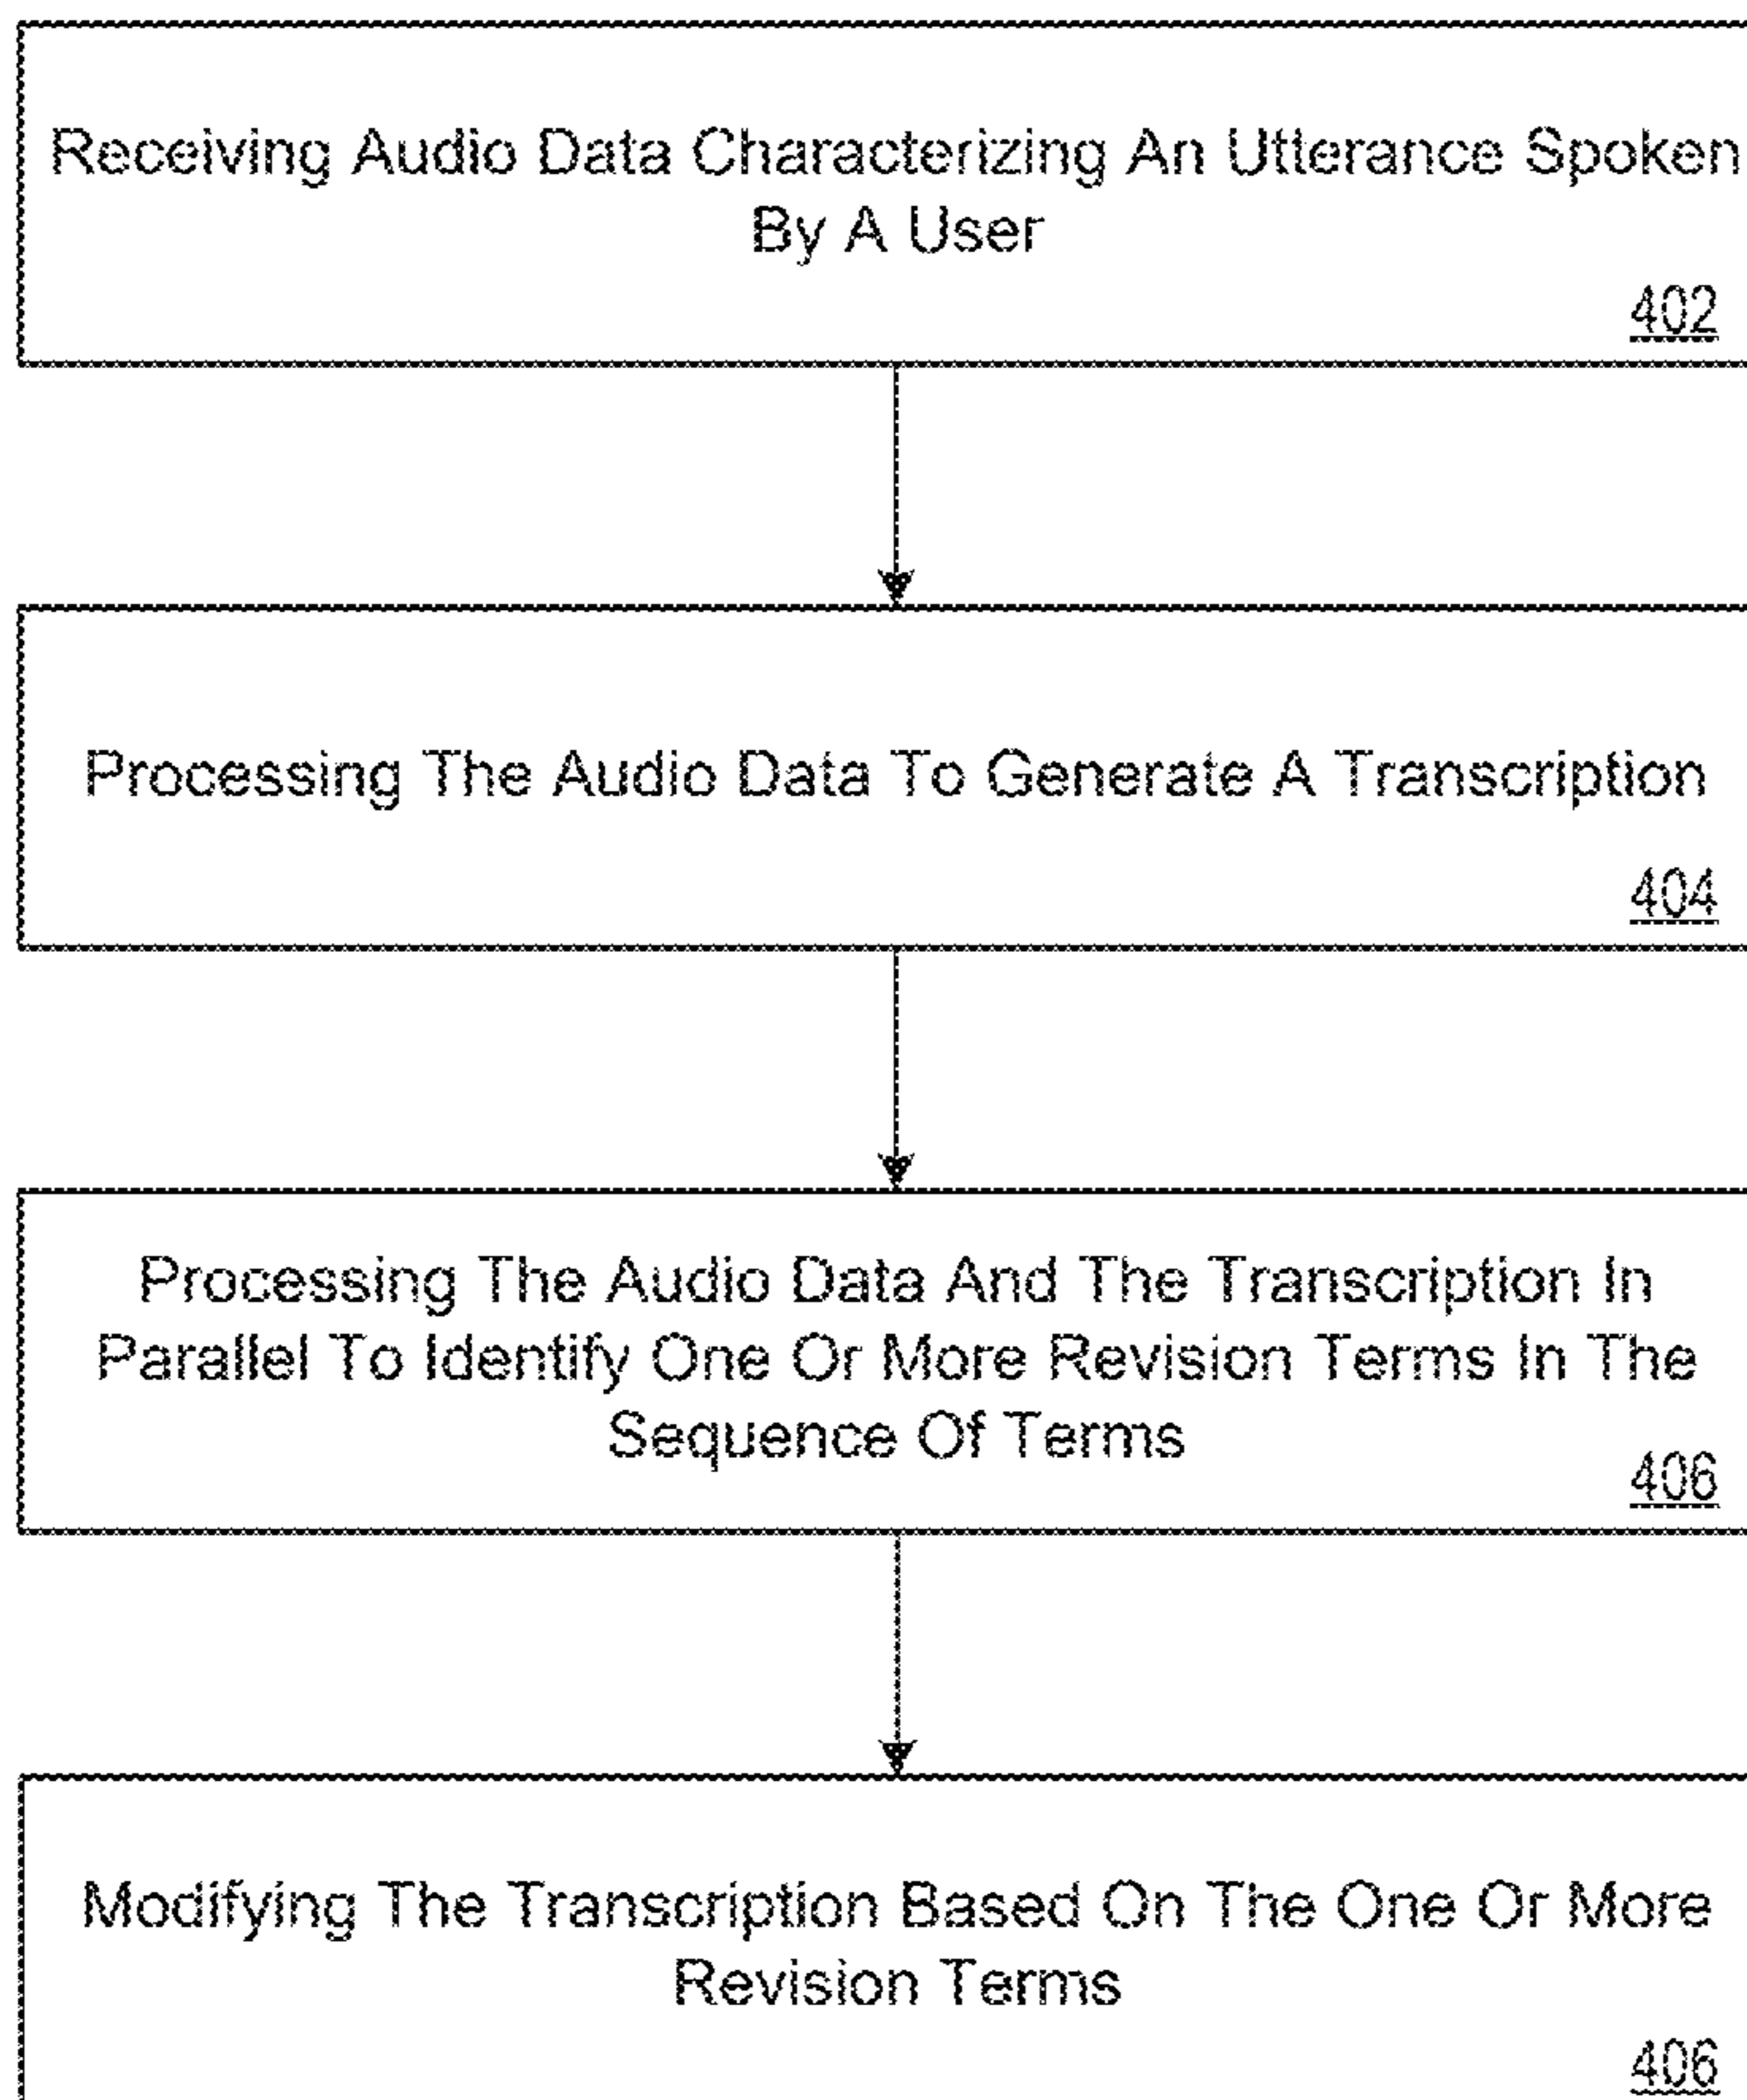 Receiving Audio Data Characterizing An Utterance Spoken
By A User
402
Processing The Audio Data To Generate A Transcription
404
Processing The Audio Data And The Transcription In
Parallel To Identify One Or More Revision Terms In The
Sequence Of Terms
406
Modifying The Transcription Based On The One Or More
Revision Terms
406